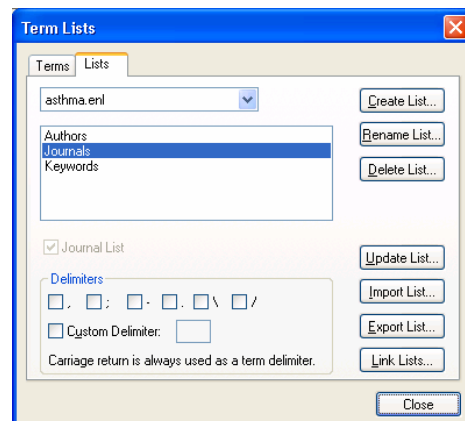 Term Lists
Terms
Lists
asthma.enl
Create List...
Authors
Journals
Keywords
Rename List...
Delete List...
Journal List
Update List...
Delimiters
, ; - . \ /
Import List...
Custom Delimiter:
Export List...
Carriage return is always used as a term delimiter.
Link Lists...
Close